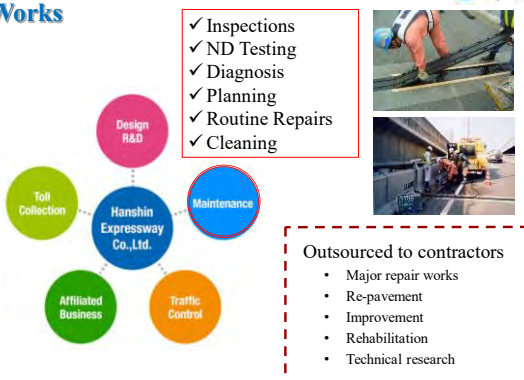 Works
✓ Inspections
✓ ND Testing
✓ Diagnosis
✓ Planning
✓ Routine Repairs
✓ Cleaning
Design
R&D
Toll
Collection
Hanshin
Expressway
Co.,Ltd.
Maintenance
Affiliated
Business
Traffic
Control
Outsourced to contractors
• Major repair works
• Re-pavement
• Improvement
• Rehabilitation
• Technical research